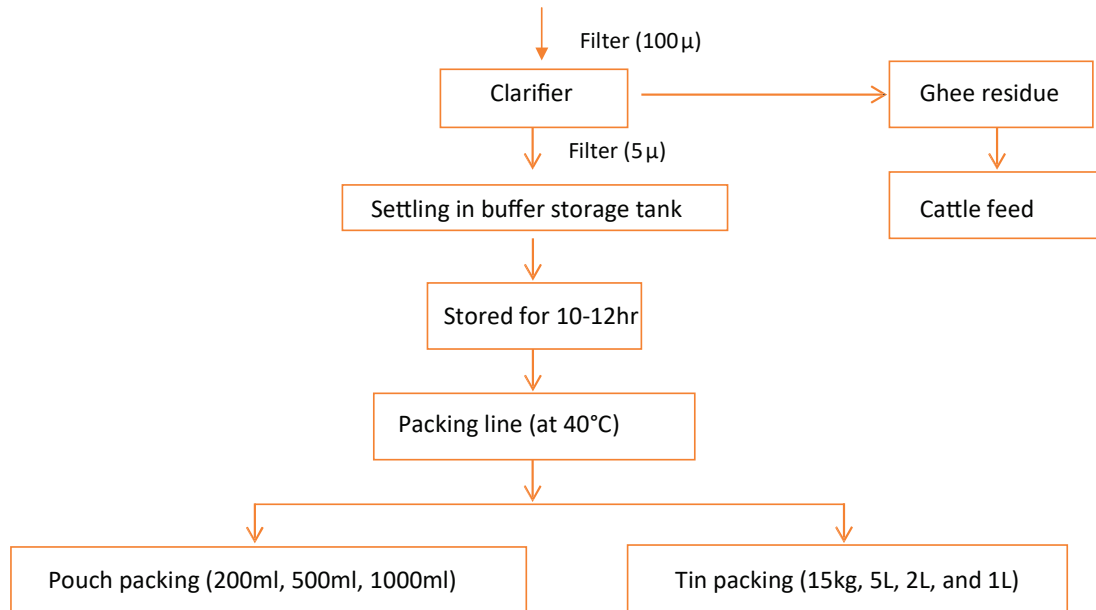 Filter (100µ)
Clarifier
Ghee residue
Filter (5µ)
Settling in buffer storage tank
Cattle feed
Stored for 10-12hr
Packing line (at 40°C)
Pouch packing (200ml, 500ml, 1000ml)
Tin packing (15kg, 5L, 2L, and 1L)